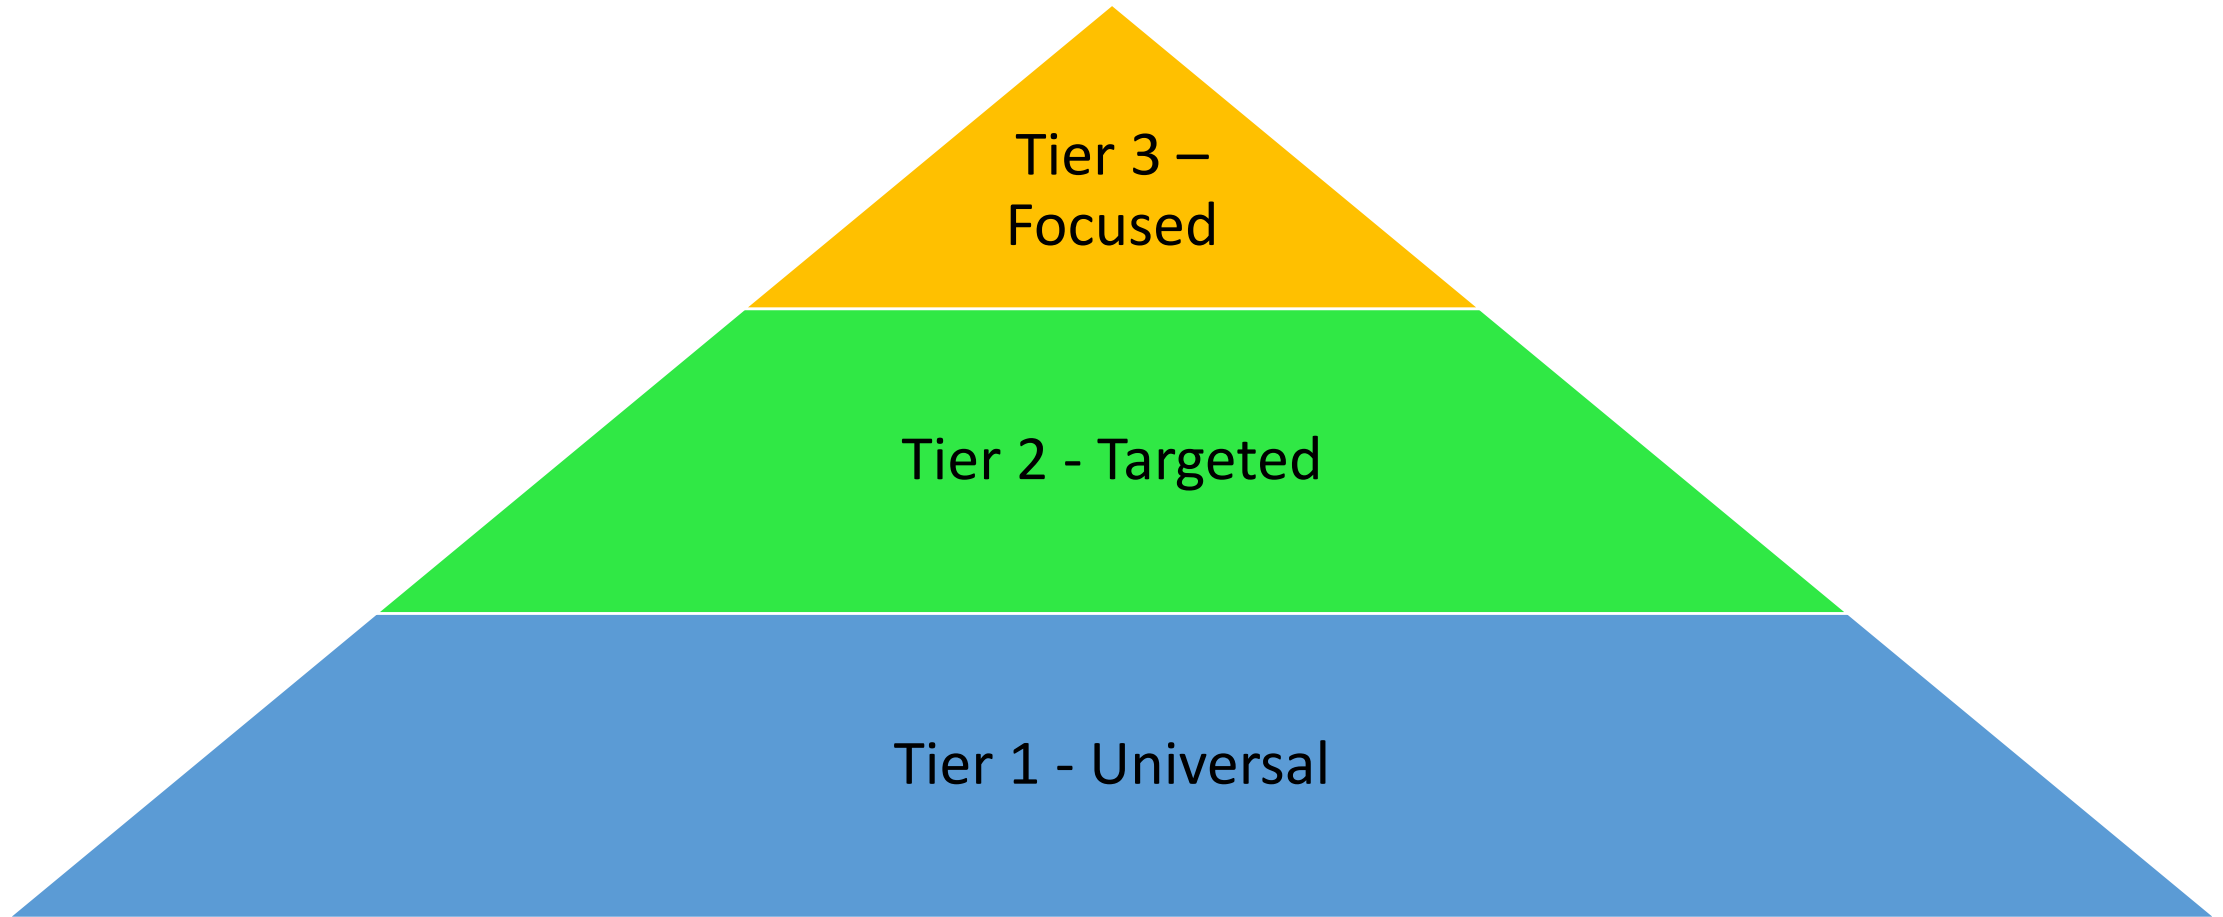 Tier 3 –
Focused
Tier 2 - Targeted
Tier 1 - Universal